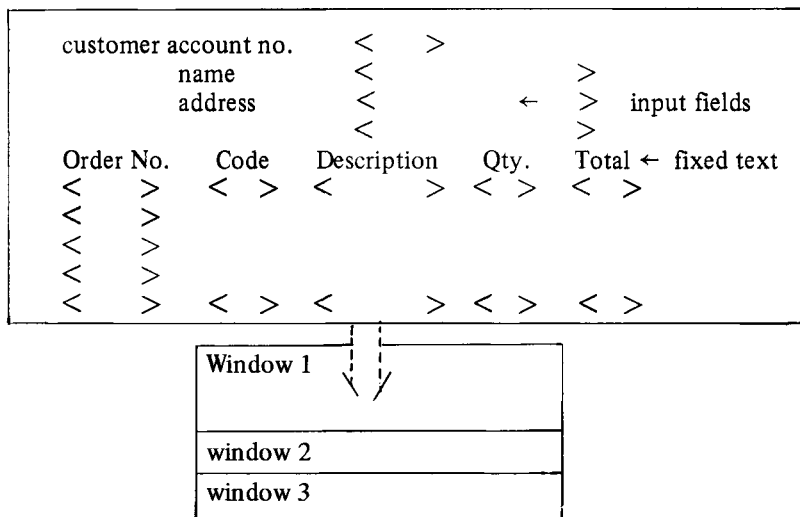 customer account no. < >
name < >
address < ← > input fields
< >
Order No. Code Description Qty. Total ← fixed text
< > < > < > < > < >
< >
< >
< >
< > < > < > < > < >
Window 1
window 2
window 3